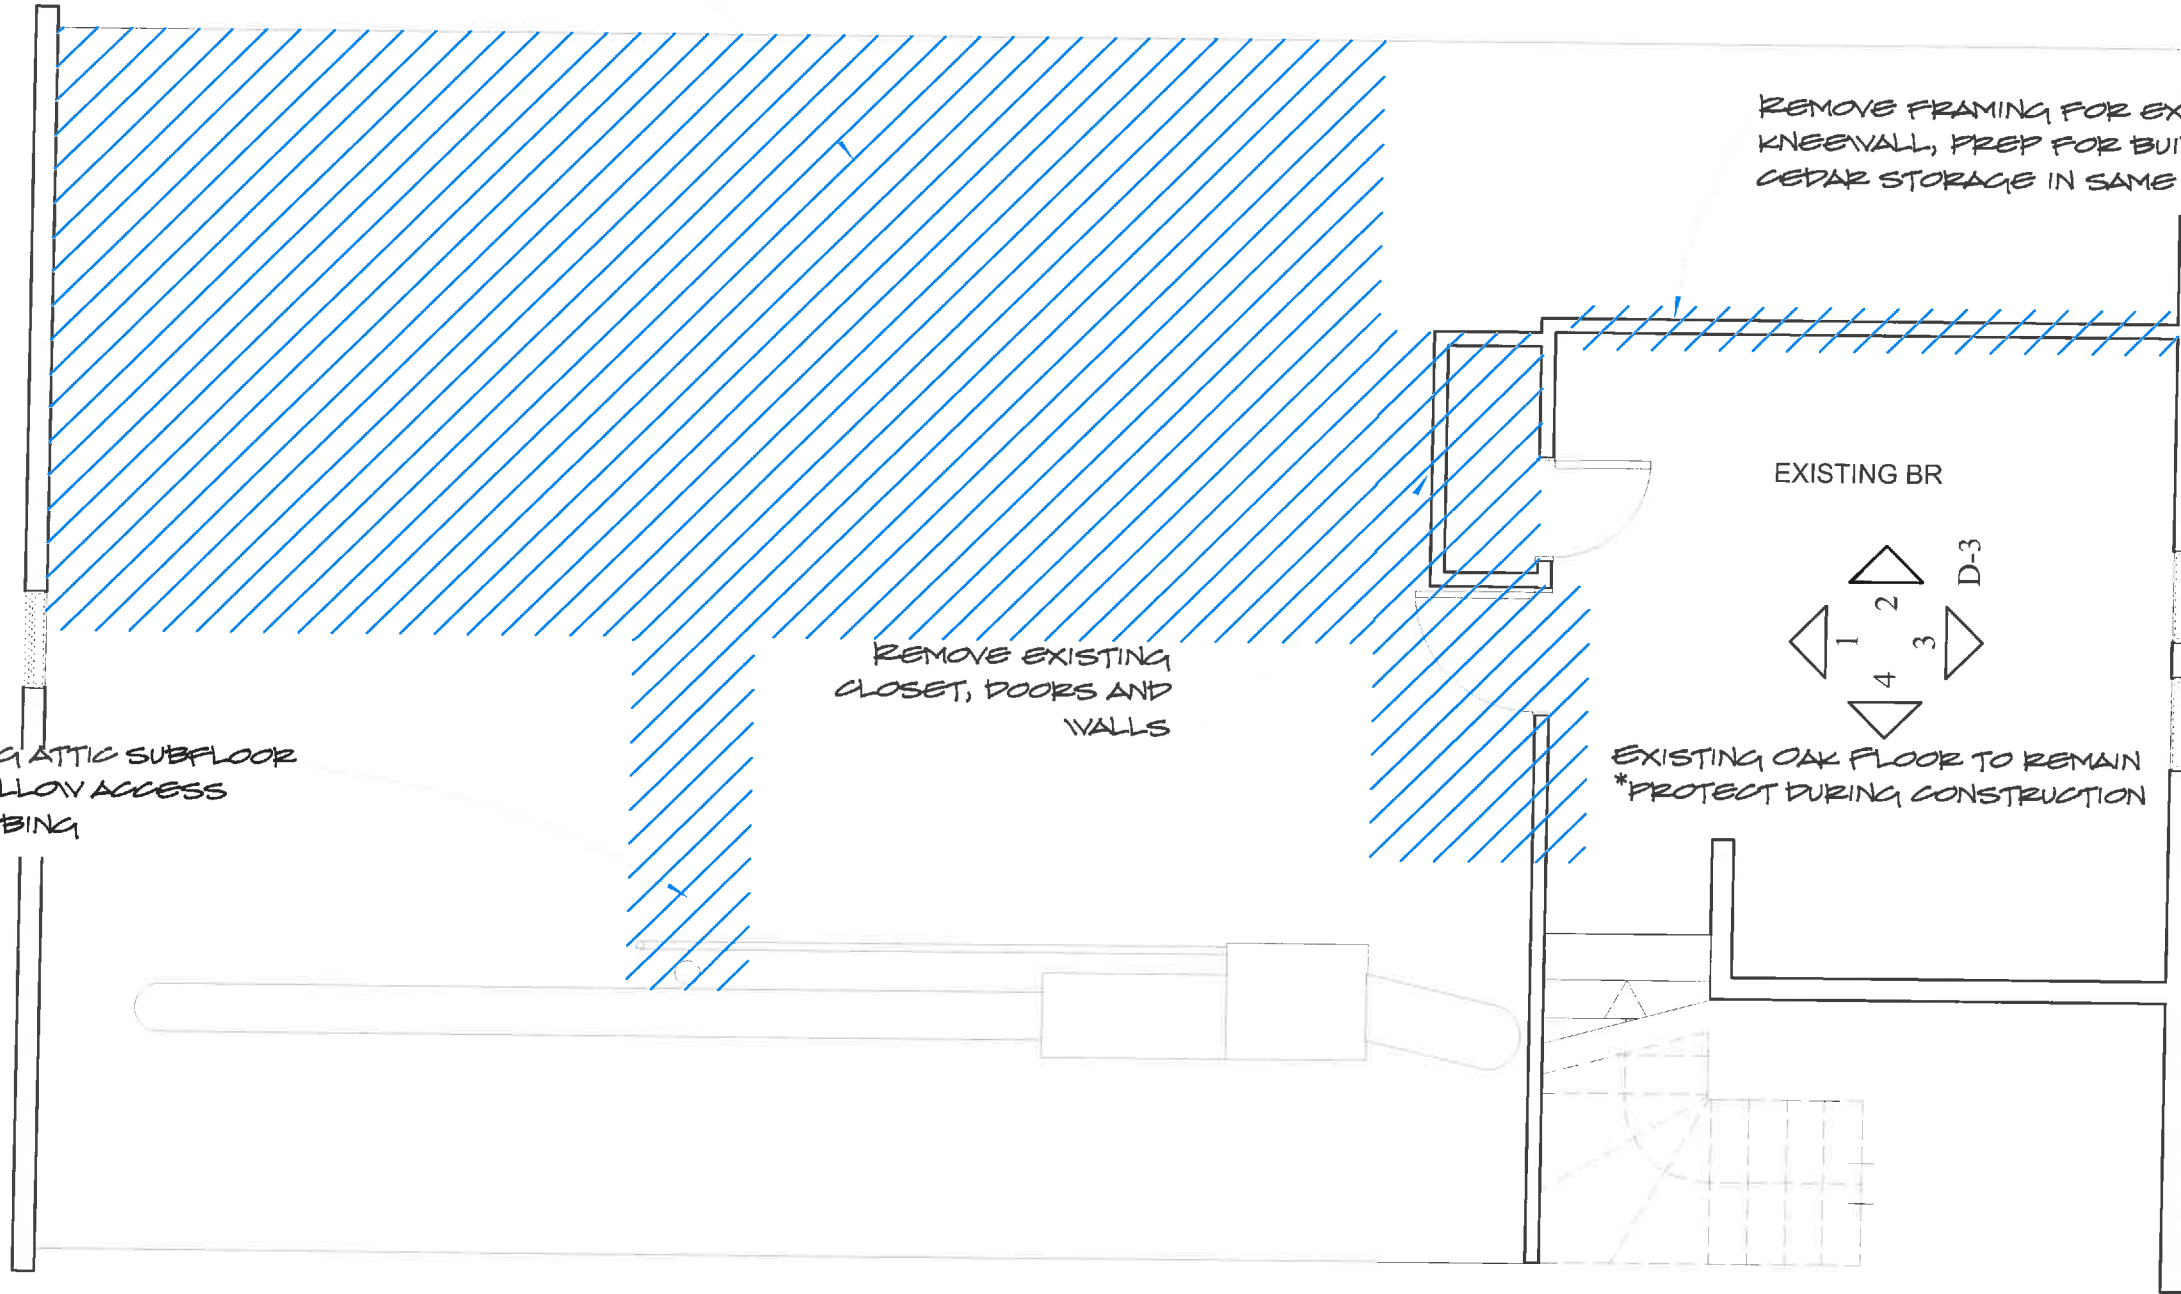 REMOVE FRAMING FOR EX
KNEEWALL, PREP FOR BUI
CEDAR STORAGE IN SAME
EXISTING BR
D-3
2
1
3
4
REMOVE EXISTING
CLOSET, DOORS AND
WALLS
G ATTIC SUBFLOOR
LLOW ACCESS
BING
EXISTING OAK FLOOR TO REMAIN
*PROTECT DURING CONSTRUCTION